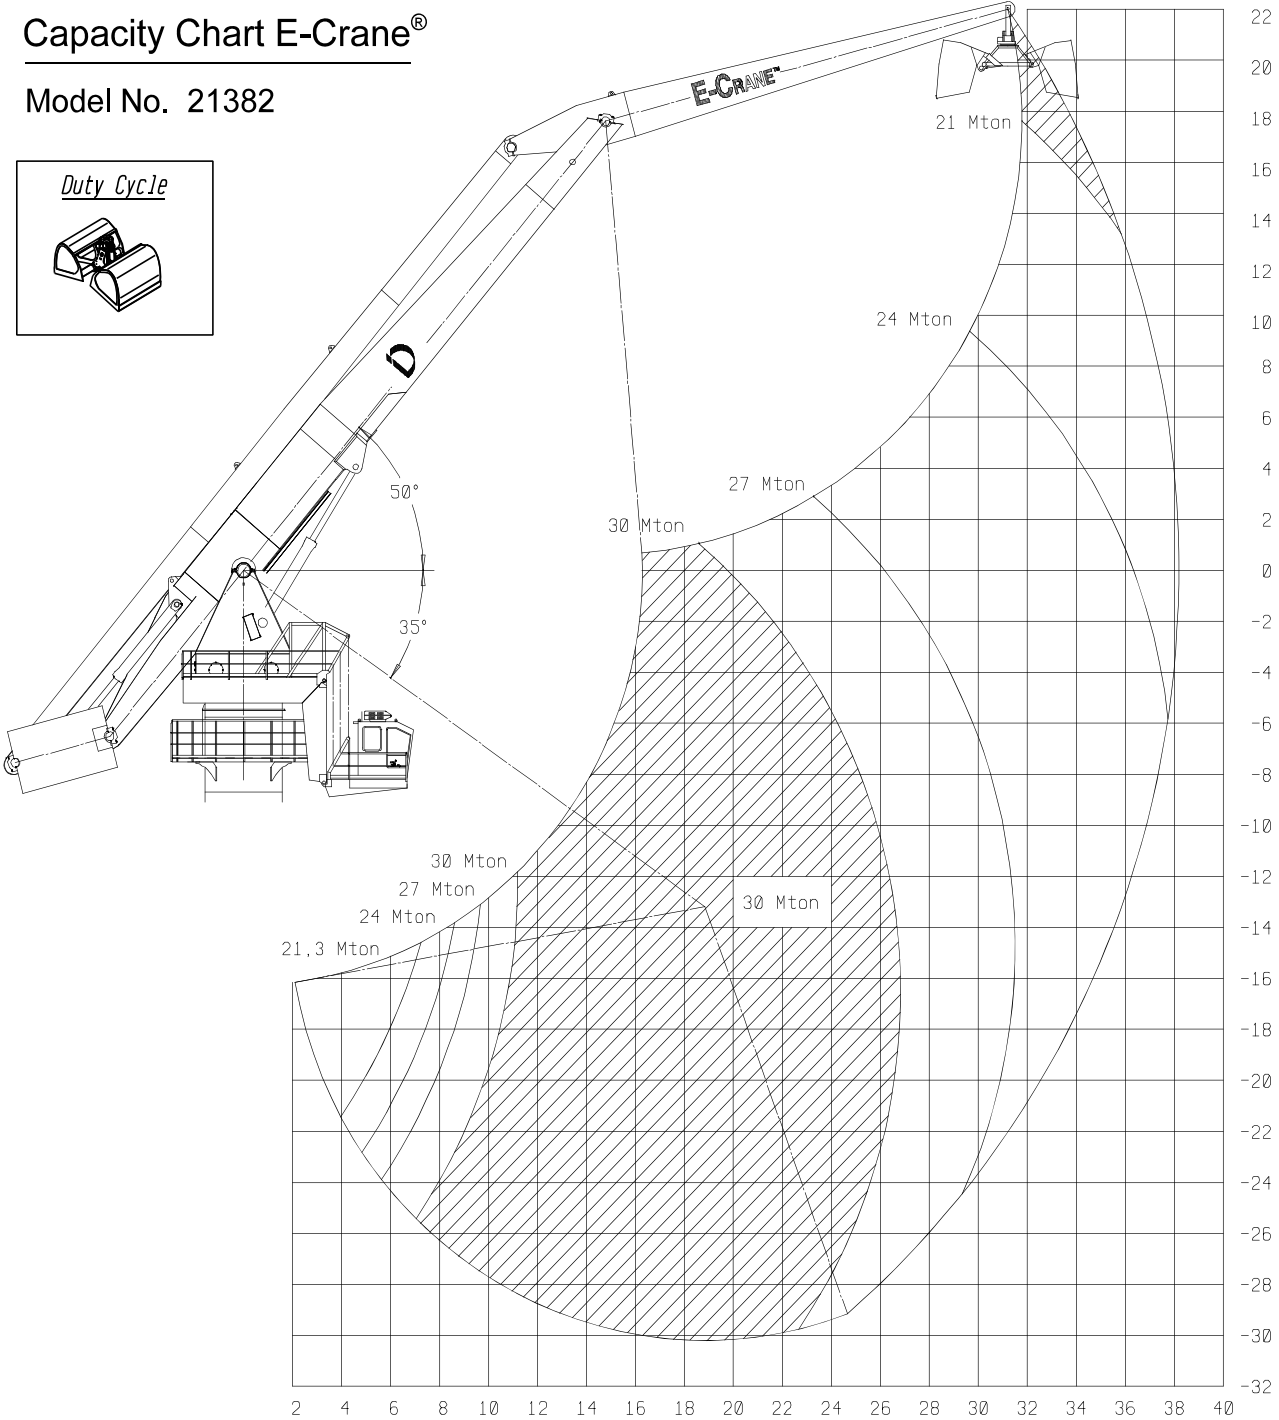 Capacity Chart E-Crane®
Model No. 21382
Duty Cycle
E-CRANE™
21 Mton
24 Mton
27 Mton
30 Mton
50°
35°
30 Mton
27 Mton
24 Mton
21,3 Mton
30 Mton
22
20
18
16
14
12
10
8
6
4
2
0
-2
-4
-6
-8
-10
-12
-14
-16
-18
-20
-22
-24
-26
-28
-30
-32
2 4 6 8 10 12 14 16 18 20 22 24 26 28 30 32 34 36 38 40